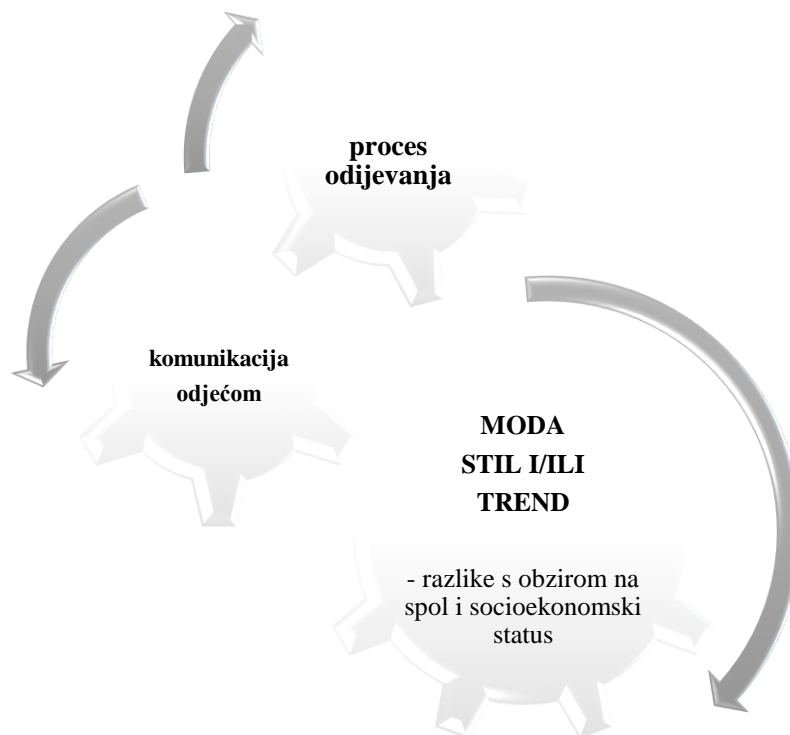 proces
odijevanja
komunikacija
odjećom
MODA
STIL I/ILI
TREND
- razlike s obzirom na
spol i socioekonomski
status